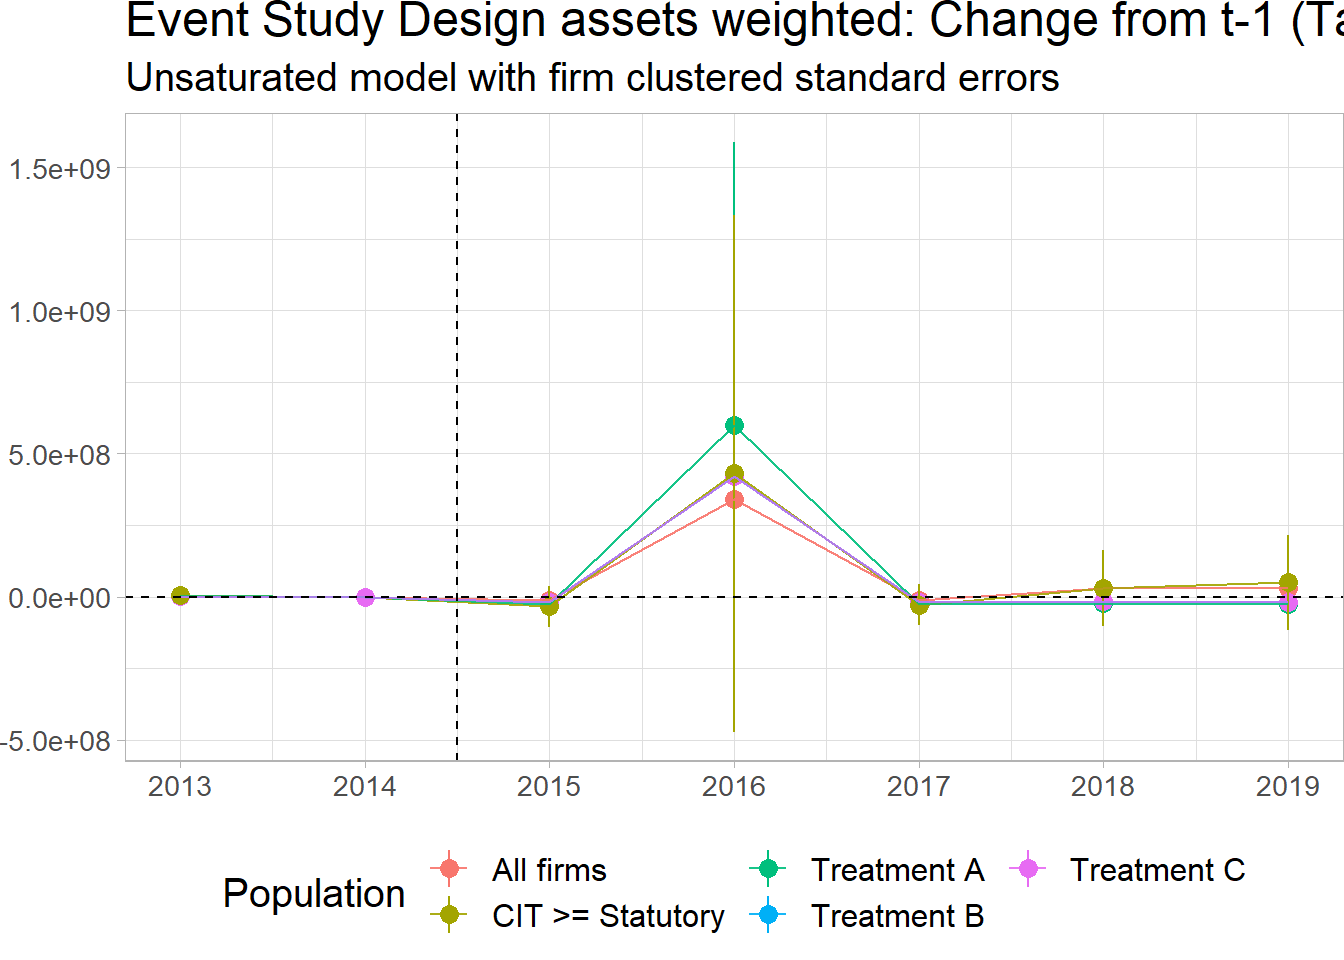 Event Study Design assets weighted: Change from t-1 (Ta
Unsaturated model with firm clustered standard errors
1.5e+09
1.0e+09
5.0e+08
0.0e+00
-5.0e+08
2013 2014 2015 2016 2017 2018 2019
Population
All firms
CIT >= Statutory
Treatment A
Treatment B
Treatment C